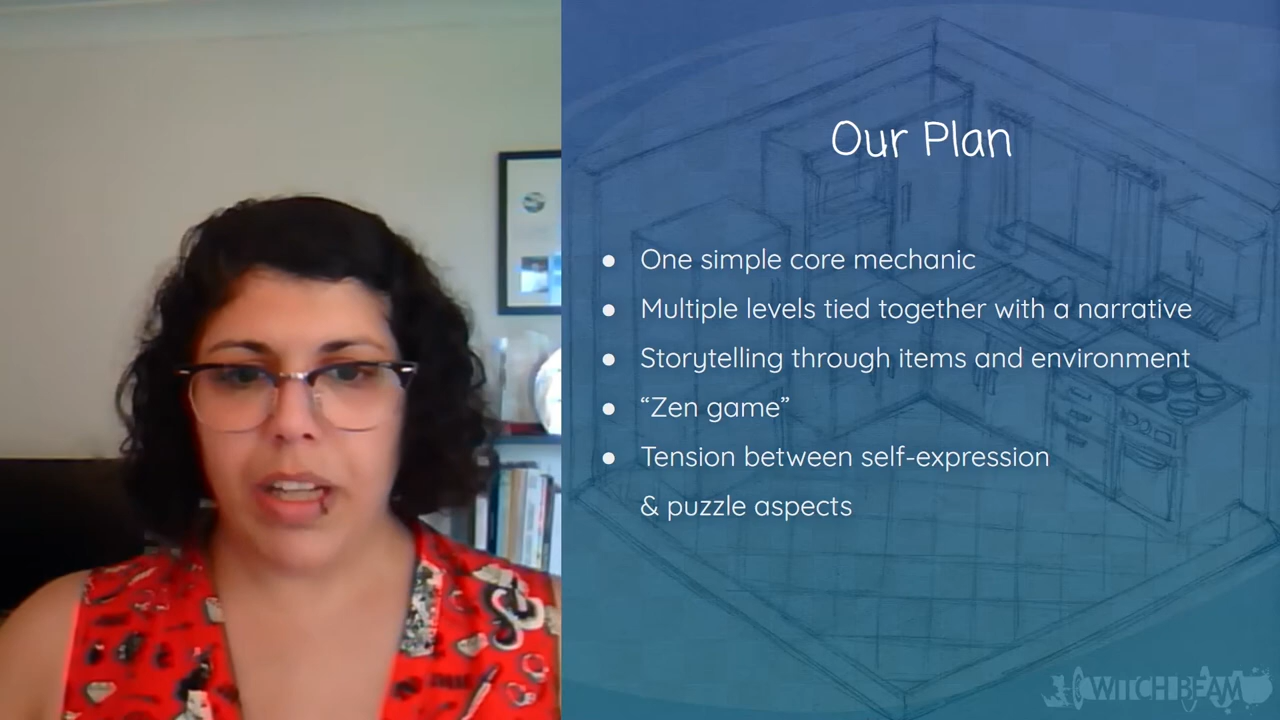 Our Plan
● One simple core mechanic
● Multiple levels tied together with a narrative
● Storytelling through items and environment
● “Zen game”
● Tension between self-expression
& puzzle aspects
WITCH BEAM